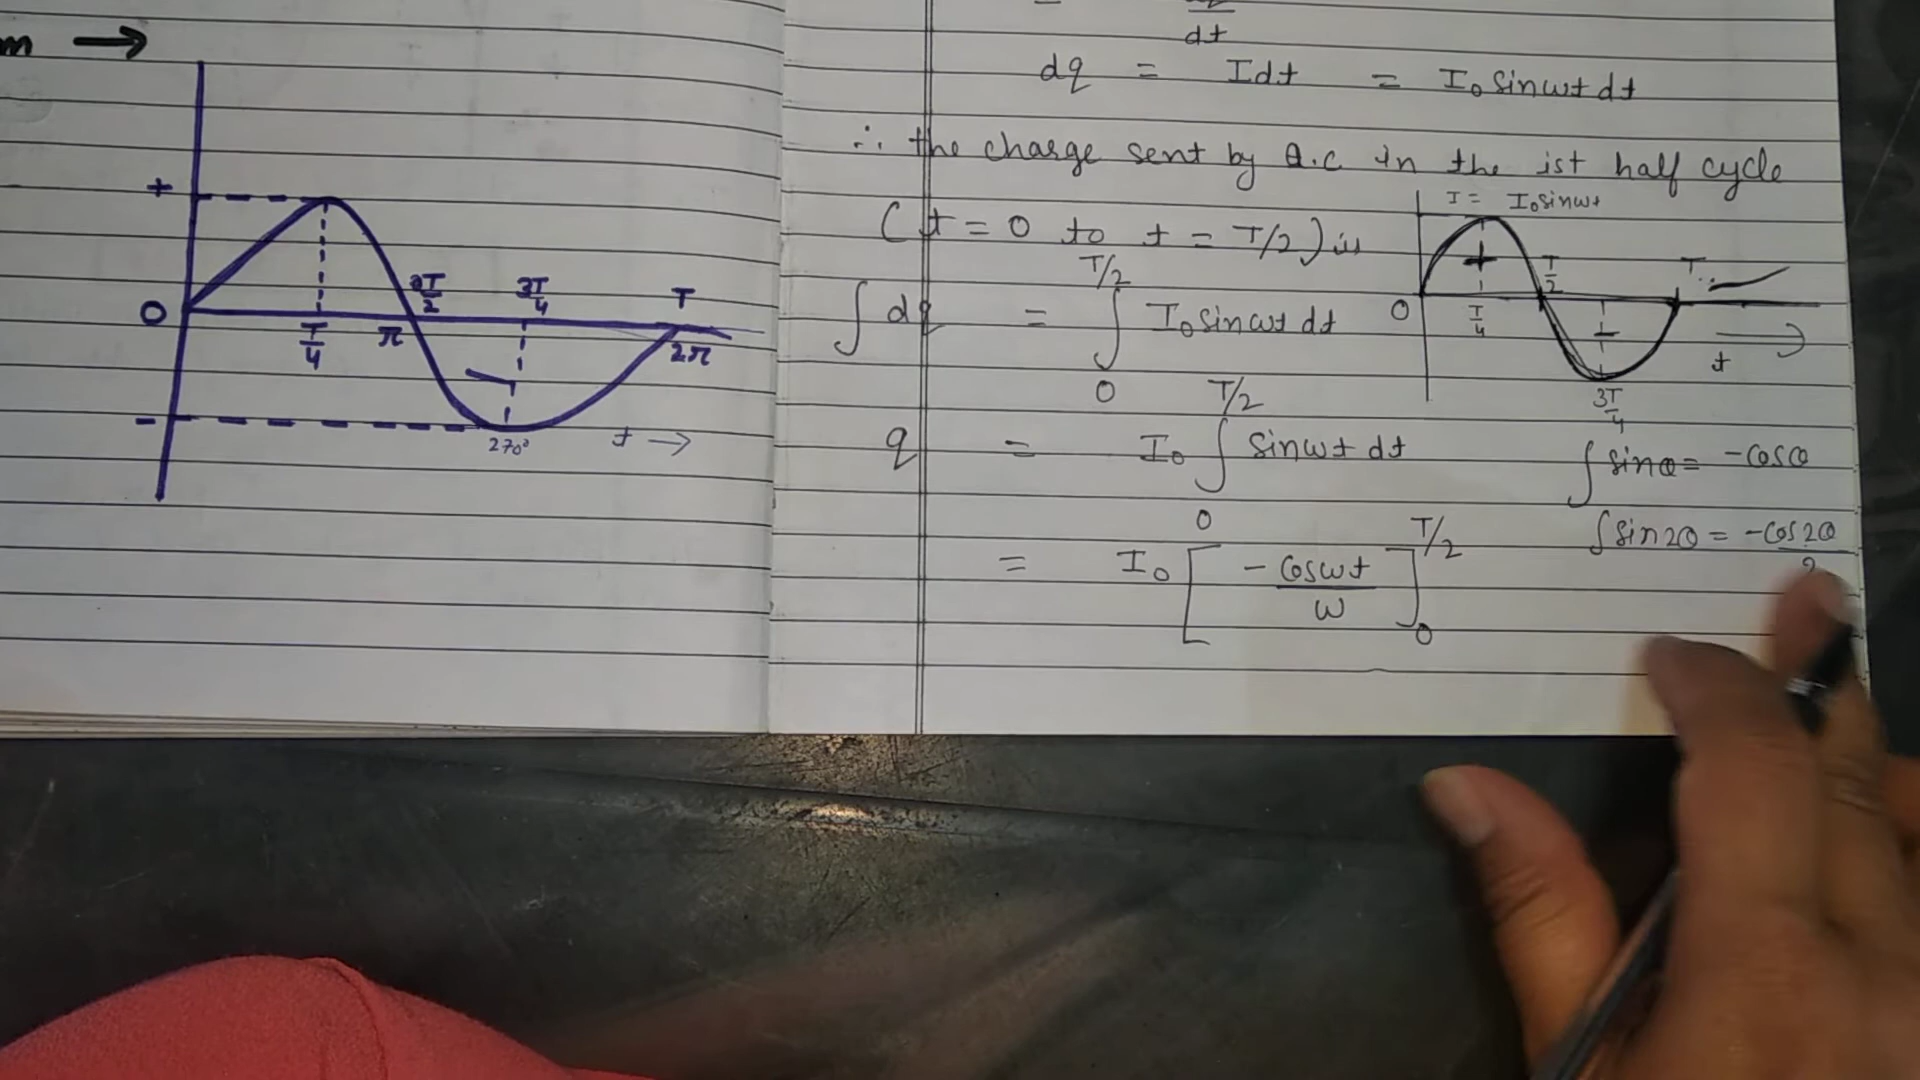 m →
+
O
T/4
π
2T/2
3T/4
T
2π
-
270°
t →
dt
dq = Idt = I₀ sinωt dt
∴ the charge sent by A.C in the ist half cycle
(t = 0 to t = T/2) is
I = I₀sinωt
+
O
T/4
T/2
T
-
3T/4
t
∫dq = ∫₀^T/2 I₀ sinωt dt
q = I₀ ∫₀^T/2 sinωt dt
∫sinθ = -cosθ
= I₀ [-cosωt/ω]₀^T/2
∫sin2θ = -cos2θ/2